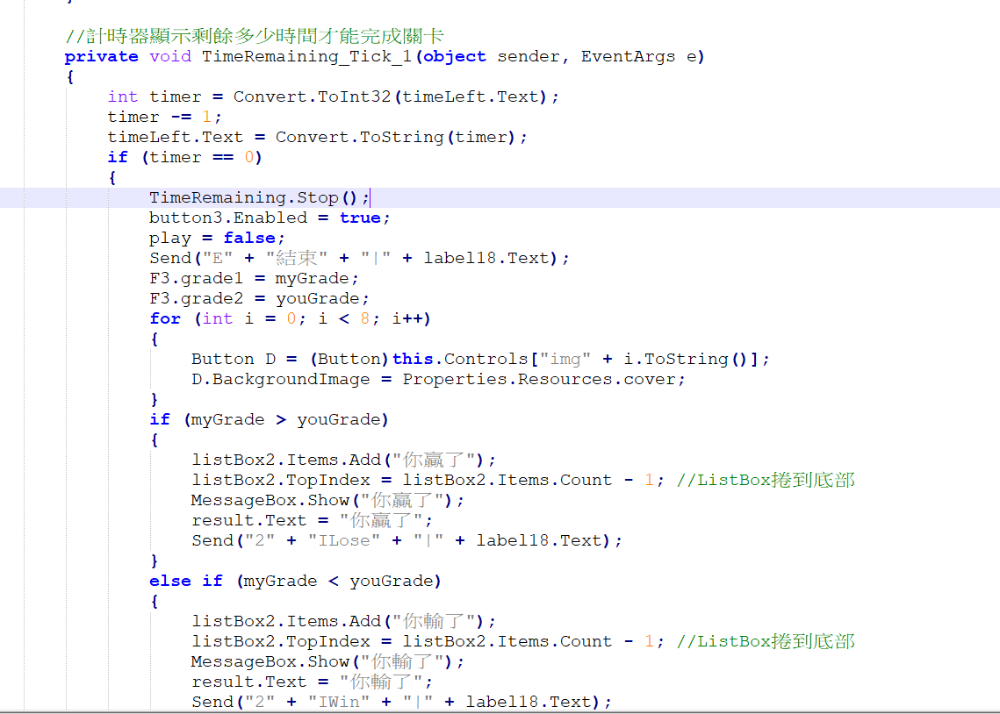 }
//計時器顯示剩餘多少時間才能完成關卡
private void TimeRemaining_Tick_1(object sender, EventArgs e)
{
int timer = Convert.ToInt32(timeLeft.Text);
timer -= 1;
timeLeft.Text = Convert.ToString(timer);
if (timer == 0)
{
TimeRemaining.Stop();
button3.Enabled = true;
play = false;
Send("E" + "結束" + "|" + label18.Text);
F3.grade1 = myGrade;
F3.grade2 = youGrade;
for (int i = 0; i < 8; i++)
{
Button D = (Button)this.Controls["img" + i.ToString()];
D.BackgroundImage = Properties.Resources.cover;
}
if (myGrade > youGrade)
{
listBox2.Items.Add("你贏了");
listBox2.TopIndex = listBox2.Items.Count - 1; //ListBox捲到底部
MessageBox.Show("你贏了");
result.Text = "你贏了";
Send("2" + "ILose" + "|" + label18.Text);
}
else if (myGrade < youGrade)
{
listBox2.Items.Add("你輸了");
listBox2.TopIndex = listBox2.Items.Count - 1; //ListBox捲到底部
MessageBox.Show("你輸了");
result.Text = "你輸了";
Send("2" + "IWin" + "|" + label18.Text);